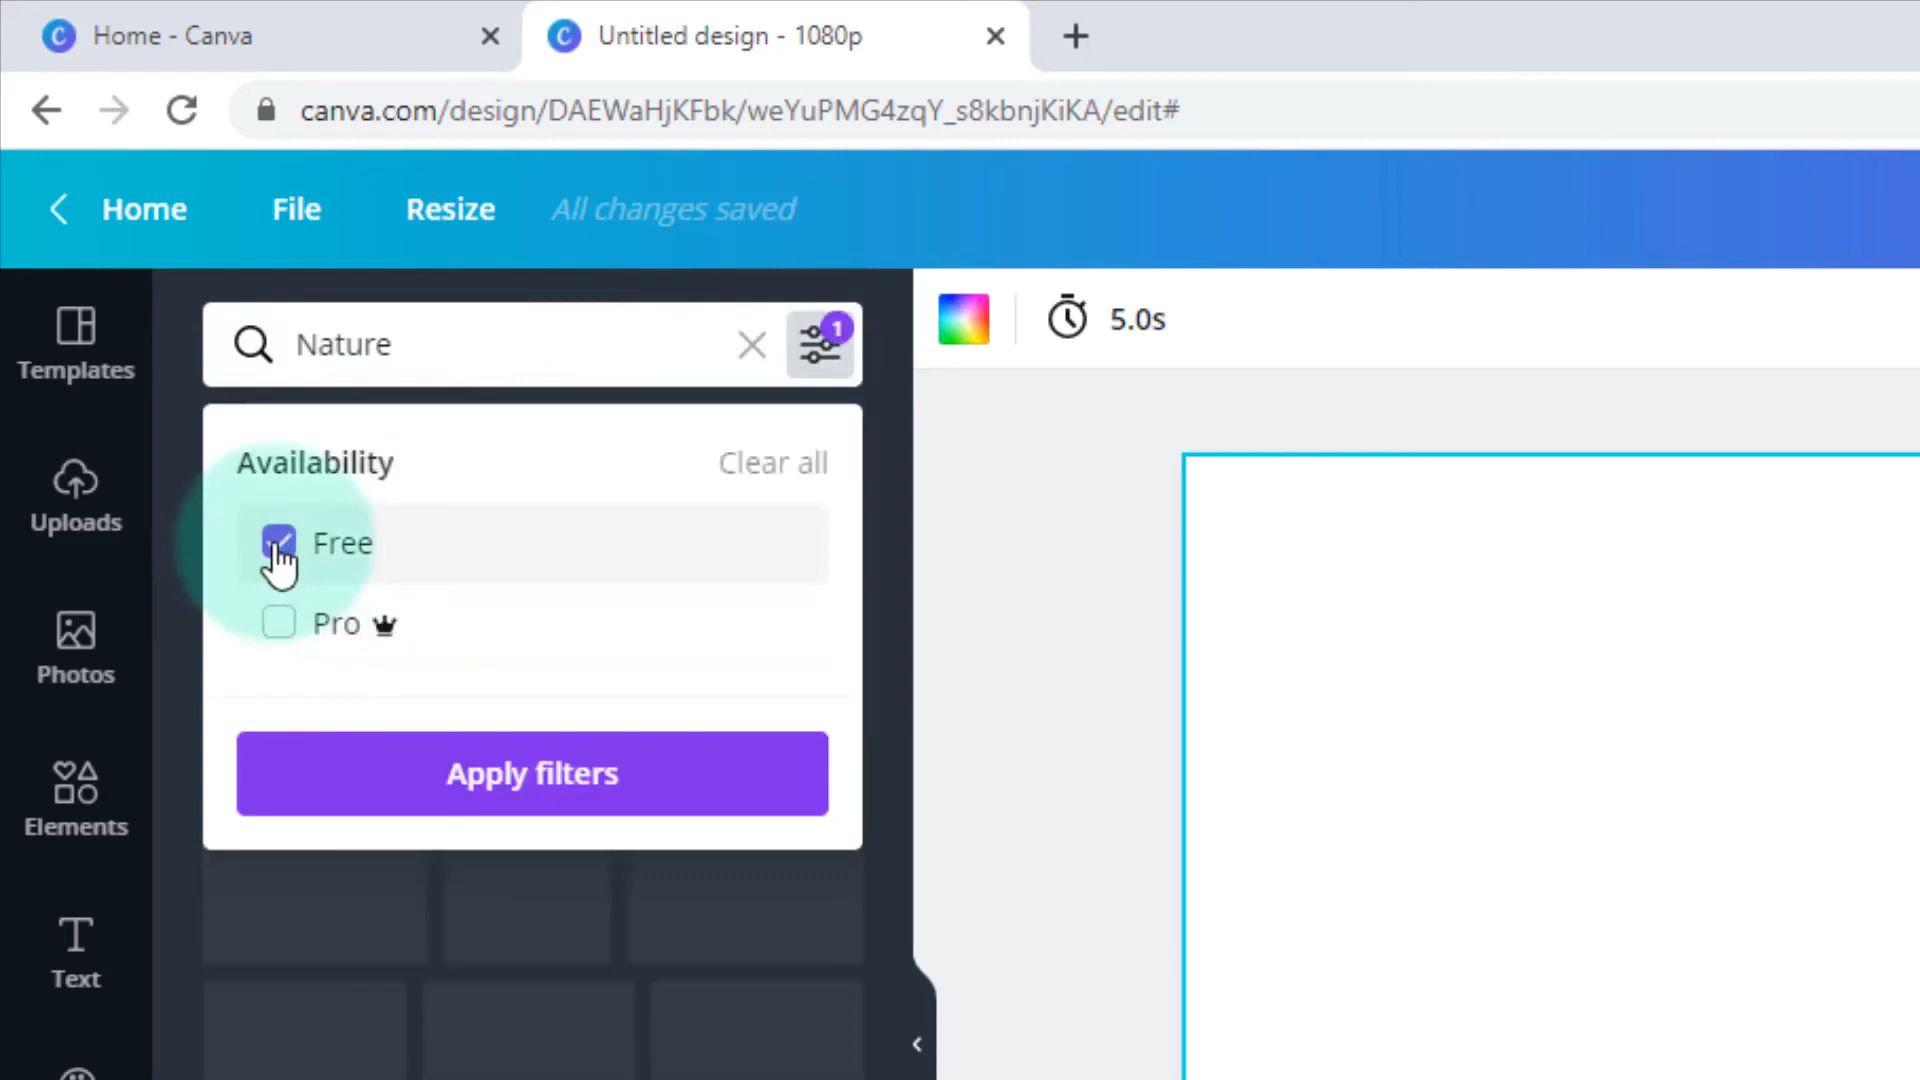 Home - Canva
Untitled design - 1080p
canva.com/design/DAEWaHjKFbk/weYuPMG4zqY_s8kbnjKiKA/edit#
Home File Resize All changes saved
Templates
Uploads
Photos
Elements
Text
Nature
1
Availability Clear all
Free
Pro
Apply filters
5.0s